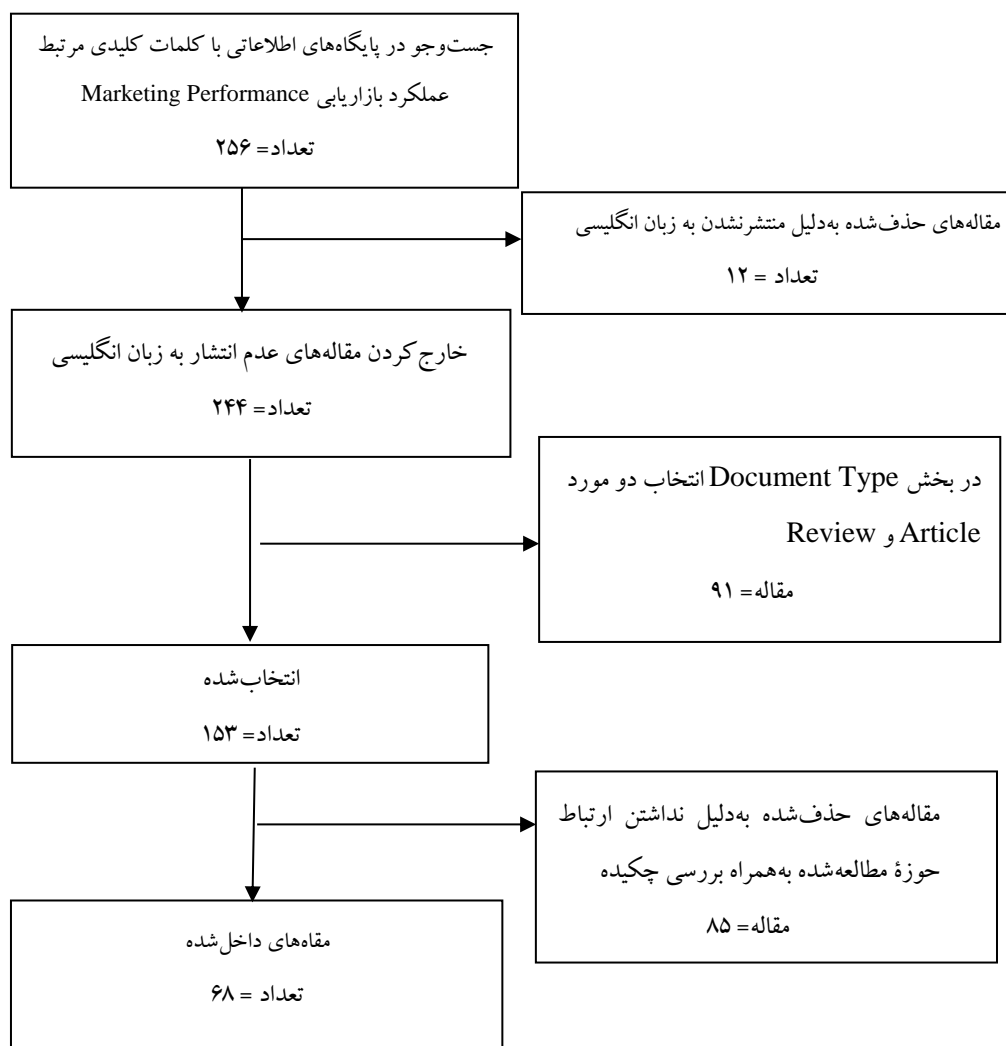 جست‌وجو در پایگاه‌های اطلاعاتی با کلمات کلیدی مرتبط
عملکرد بازاریابی Marketing Performance
تعداد= ۲۵۶
مقاله‌های حذف‌شده به‌دلیل منتشرنشدن به زبان انگلیسی
تعداد = ۱۲
خارج‌کردن مقاله‌های عدم انتشار به زبان انگلیسی
تعداد= ۲۴۴
در بخش Document Type انتخاب دو مورد
Article و Review
مقاله= ۹۱
انتخاب‌شده
تعداد= ۱۵۳
مقاله‌های حذف‌شده به‌دلیل نداشتن ارتباط
حوزۀ مطالعه‌شده به‌همراه بررسی چکیده
مقاله= ۸۵
مقاه‌های داخل‌شده
تعداد = ۶۸